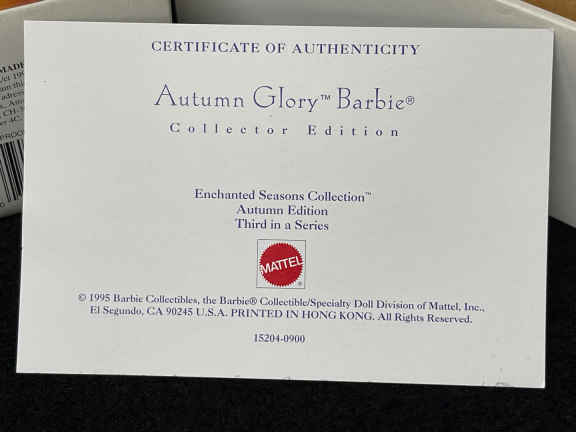 CERTIFICATE OF AUTHENTICITY
Autumn Glory™ Barbie®
Collector Edition
Enchanted Seasons Collection™
Autumn Edition
Third in a Series
MATTEL
®
© 1995 Barbie Collectibles, the Barbie® Collectible/Specialty Doll Division of Mattel, Inc.,
El Segundo, CA 90245 U.S.A. PRINTED IN HONG KONG. All Rights Reserved.
15204-0900